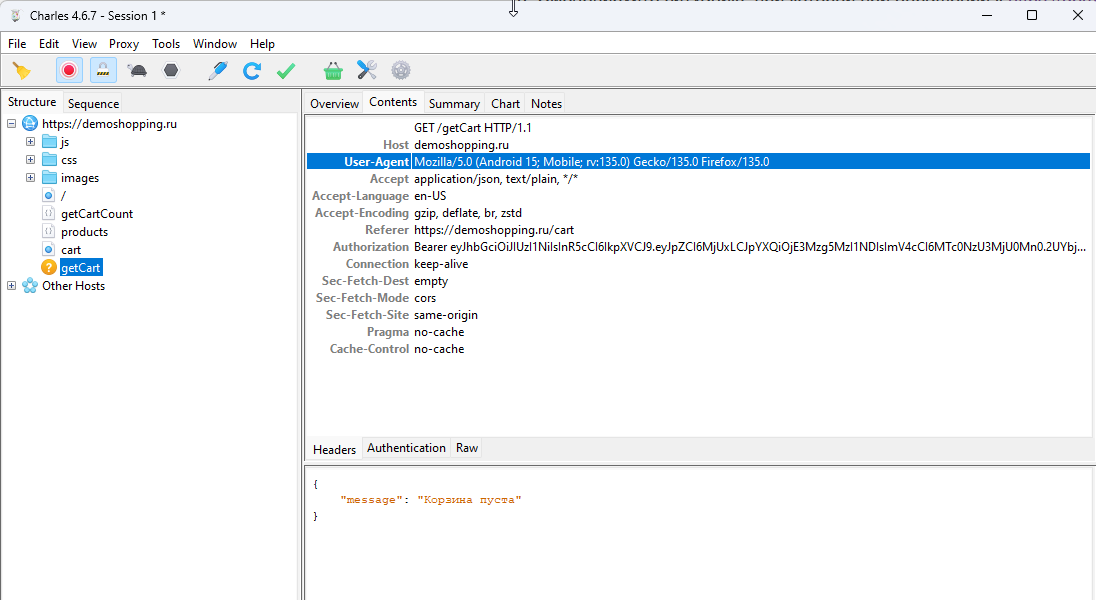 Charles 4.6.7 - Session 1 *
File Edit View Proxy Tools Window Help
Structure Sequence
https://demoshopping.ru
js
css
images
/
getCartCount
products
cart
getCart
Other Hosts
Overview Contents Summary Chart Notes
GET /getCart HTTP/1.1
Host demoshopping.ru
User-Agent Mozilla/5.0 (Android 15; Mobile; rv:135.0) Gecko/135.0 Firefox/135.0
Accept application/json, text/plain, */*
Accept-Language en-US
Accept-Encoding gzip, deflate, br, zstd
Referer https://demoshopping.ru/cart
Authorization Bearer
Connection keep-alive
Sec-Fetch-Dest empty
Sec-Fetch-Mode cors
Sec-Fetch-Site same-origin
Pragma no-cache
Cache-Control no-cache
Headers Authentication Raw
{
"message": "Корзина пуста"
}